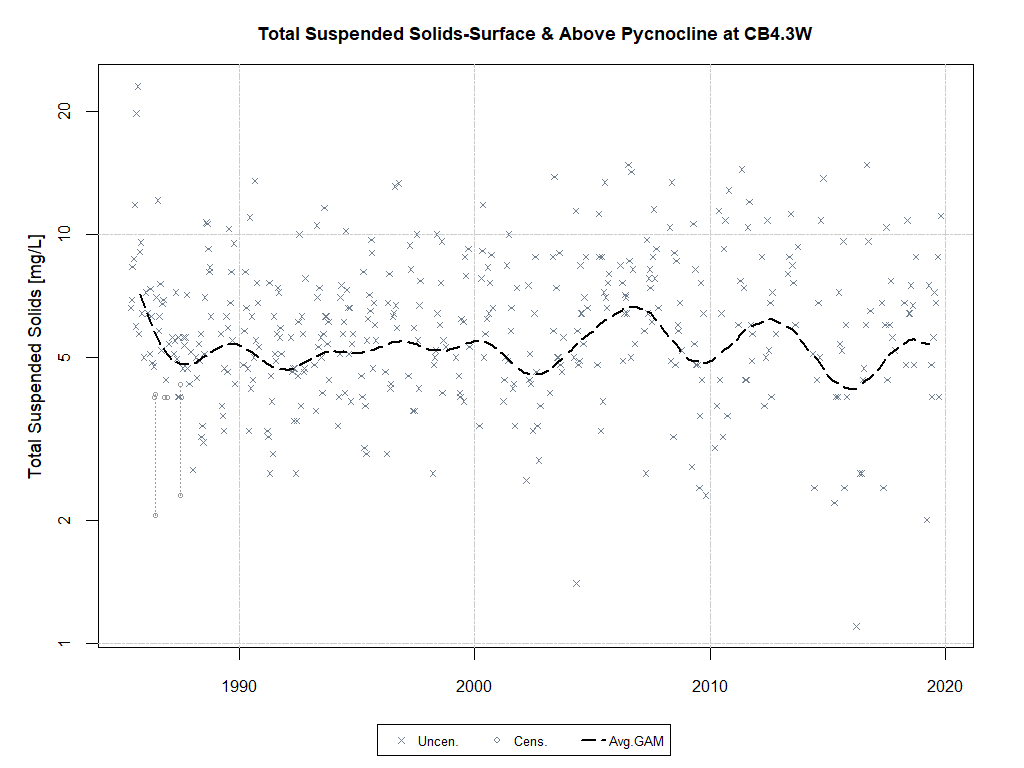 Total Suspended Solids-Surface & Above Pycnocline at CB4.3W
Total Suspended Solids [mg/L]
20
10
5
2
1
1990 2000 2010 2020
Uncen. Cens. Avg.GAM